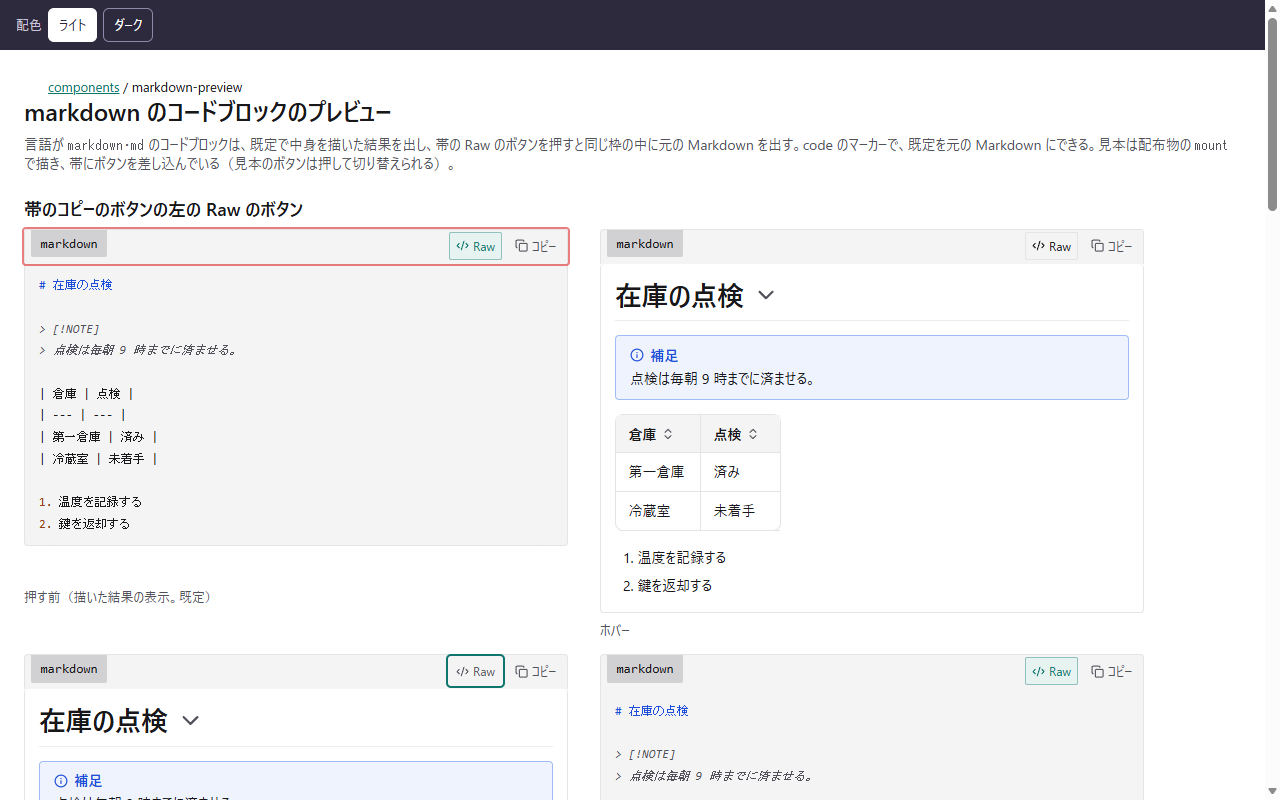 配色 ライト ダーク
components / markdown-preview
markdown のコードブロックのプレビュー
言語が markdown・md のコードブロックは、既定で中身を描いた結果を出し、帯の Raw のボタンを押すと同じ枠の中に元の Markdown を出す。code のマーカーで、既定を元の Markdown にできる。見本は配布物の mount
で描き、帯にボタンを差し込んでいる（見本のボタンは押して切り替えられる）。
帯のコピーのボタンの左の Raw のボタン
markdown Raw コピー
# 在庫の点検
> [!NOTE]
> 点検は毎朝 9 時までに済ませる。
| 倉庫 | 点検 |
| --- | --- |
| 第一倉庫 | 済み |
| 冷蔵室 | 未着手 |
1. 温度を記録する
2. 鍵を返却する
押す前（描いた結果の表示。既定）
markdown Raw コピー
在庫の点検
補足
点検は毎朝 9 時までに済ませる。
倉庫 点検
第一倉庫 済み
冷蔵室 未着手
1. 温度を記録する
2. 鍵を返却する
ホバー
markdown Raw コピー
在庫の点検
補足
点検は毎朝 9 時までに済ませる。
markdown Raw コピー
# 在庫の点検
> [!NOTE]
> 点検は毎朝 9 時までに済ませる。